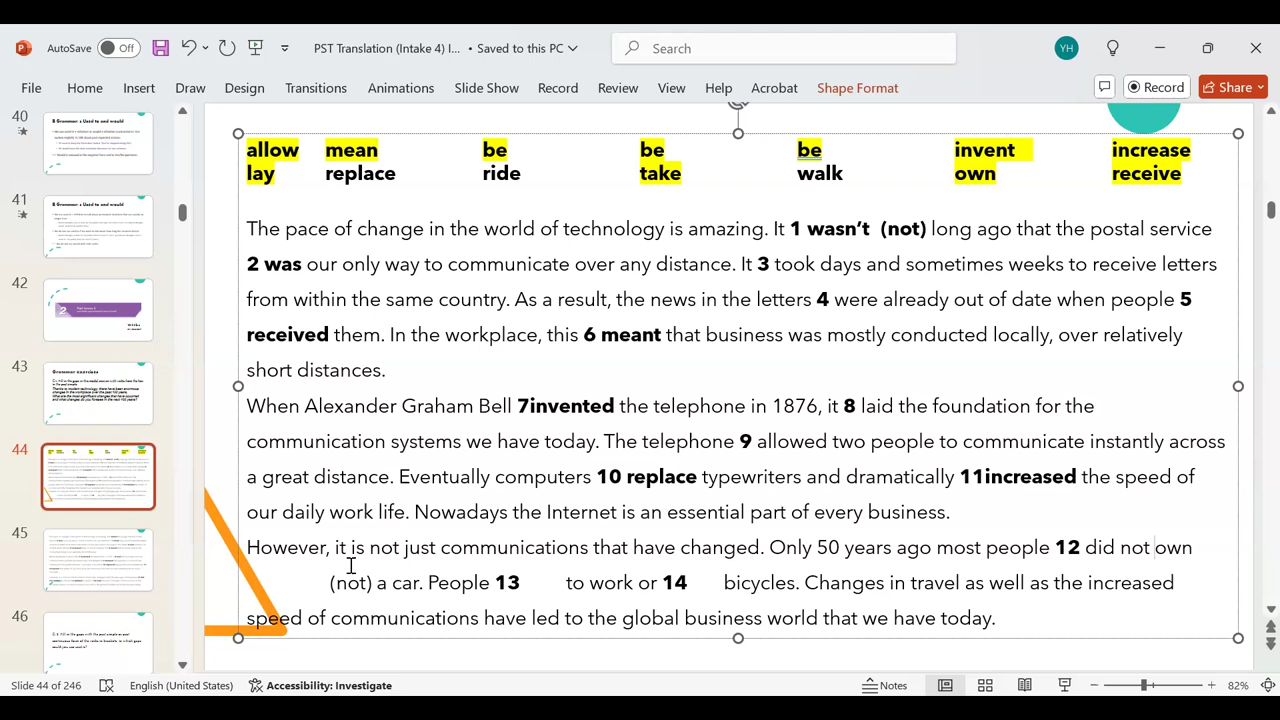 AutoSave Off PST Translation (Intake 4) I... • Saved to this PC Search YH
File Home Insert Draw Design Transitions Animations Slide Show Record Review View Help Acrobat Shape Format Record Share
40
41
42
43
Grammar exercises
44
45
46
allow mean be be be invent increase
lay replace ride take walk own receive
The pace of change in the world of technology is amazing. It 1 wasn't (not) long ago that the postal service
2 was our only way to communicate over any distance. It 3 took days and sometimes weeks to receive letters
from within the same country. As a result, the news in the letters 4 were already out of date when people 5
received them. In the workplace, this 6 meant that business was mostly conducted locally, over relatively
short distances.
When Alexander Graham Bell 7invented the telephone in 1876, it 8 laid the foundation for the
communication systems we have today. The telephone 9 allowed two people to communicate instantly across
a great distance. Eventually computers 10 replace typewriters and dramatically 11 increased the speed of
our daily work life. Nowadays the Internet is an essential part of every business.
However, it is not just communications that have changed. Only 50 years ago most people 12 did not own
(not) a car. People 13 to work or 14 bicycles. Changes in travel as well as the increased
speed of communications have led to the global business world that we have today.
Slide 44 of 246 English (United States) Accessibility: Investigate Notes 82%